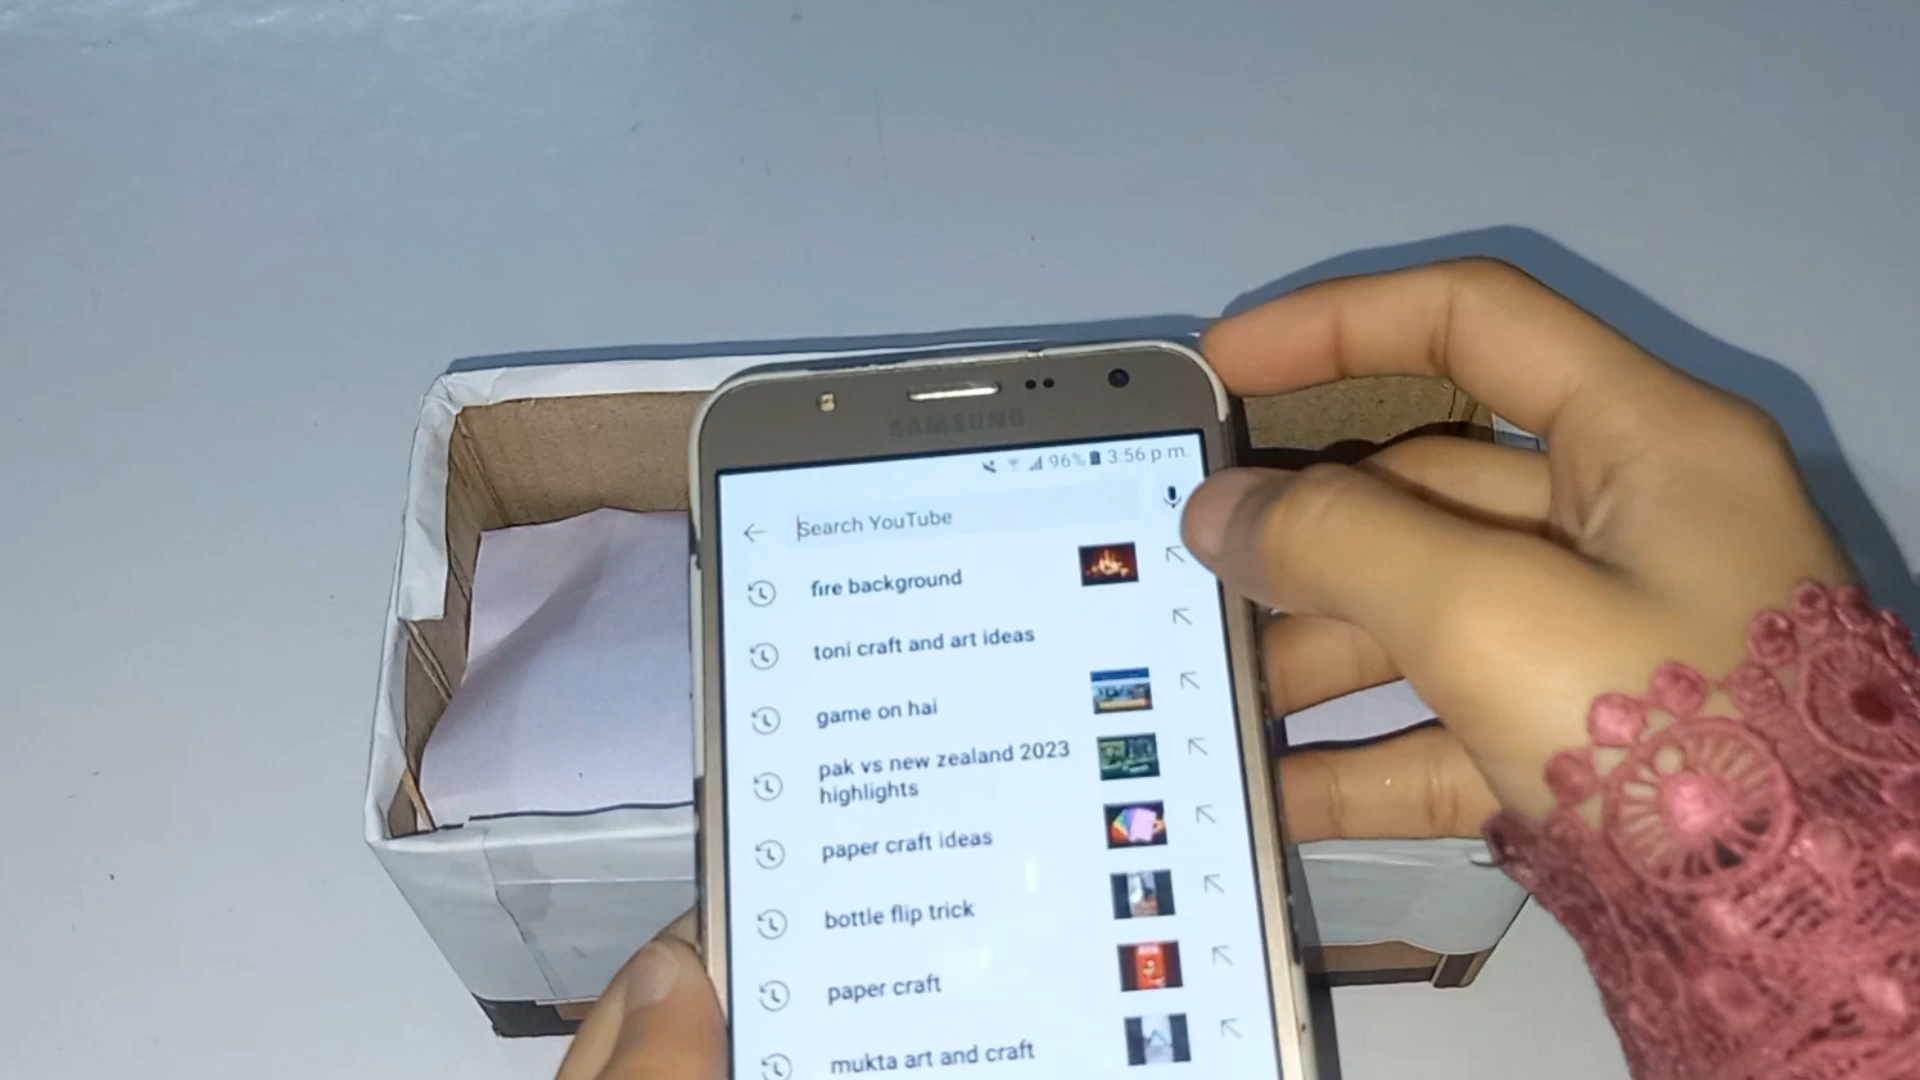 SAMSUNG
96% 3:56 p.m.
Search YouTube
fire background
toni craft and art ideas
game on hai
pak vs new zealand 2023
highlights
paper craft ideas
bottle flip trick
paper craft
mukta art and craft